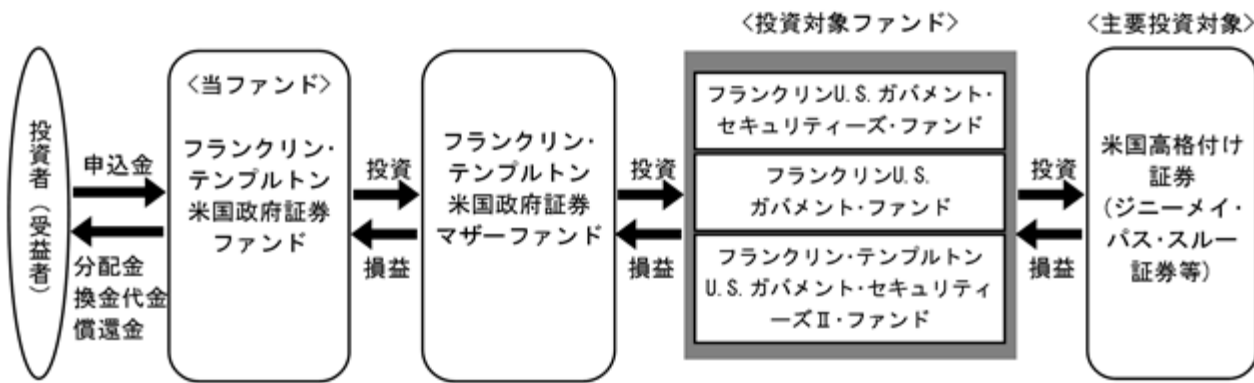 投資者（受益者）
申込金
分配金
換金代金
償還金
〈当ファンド〉
フランクリン・
テンプルトン
米国政府証券
ファンド
投資
損益
フランクリン・
テンプルトン
米国政府証券
マザーファンド
投資
損益
〈投資対象ファンド〉
フランクリンU.S.ガバメント・
セキュリティーズ・ファンド
フランクリンU.S.
ガバメント・ファンド
フランクリン・テンプルトン
U.S.ガバメント・セキュリティ
ーズⅡ・ファンド
投資
損益
〈主要投資対象〉
米国高格付け
証券
（ジニーメイ・
パス・スルー
証券等）